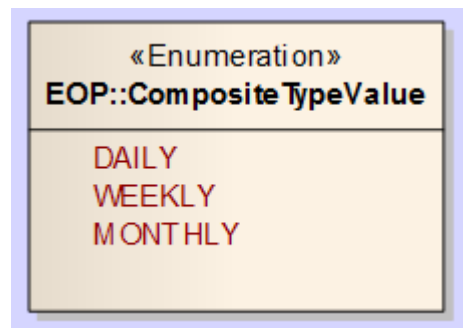 «Enumeration»
EOP::CompositeTypeValue
DAILY
WEEKLY
MONTHLY